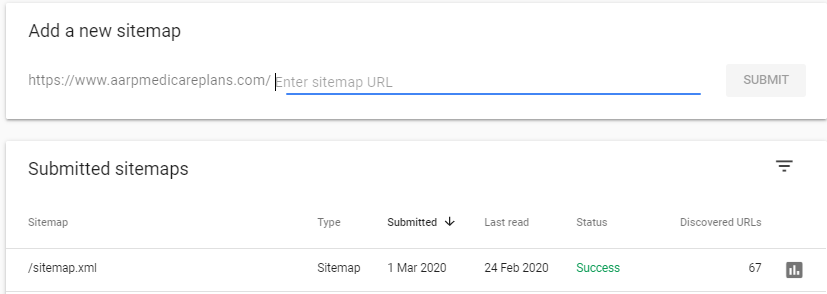 Add a new sitemap
https://www.aarpmedicareplans.com/ Enter sitemap URL SUBMIT
Submitted sitemaps
Sitemap Type Submitted Last read Status Discovered URLs
/sitemap.xml Sitemap 1 Mar 2020 24 Feb 2020 Success 67